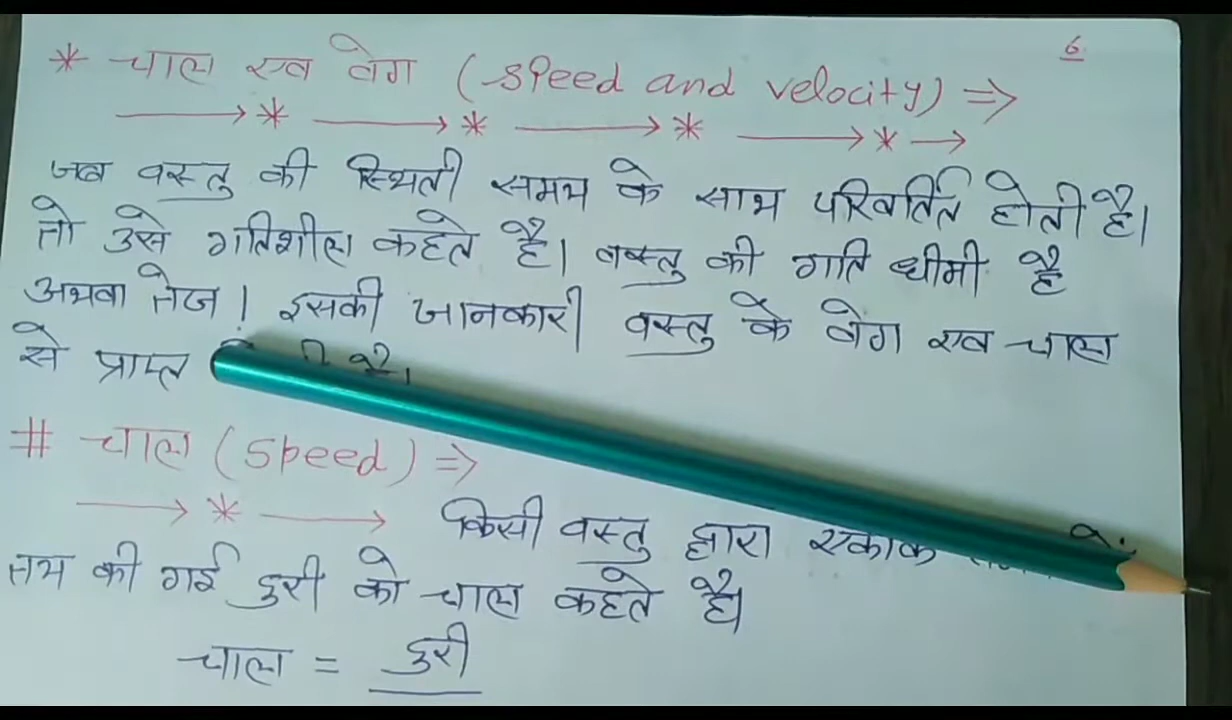 6
* चाल एव वेग (speed and velocity) ⇒
⟶ * ⟶ * ⟶ * ⟶ * →
जब वस्तु की स्थिती समय के साथ परिवर्तित होती है।
तो उसे गतिशील कहते है। वस्तु की गति धीमी है
अथवा तेज ! इसकी जानकारी वस्तु के वेग एव चाल
से प्राप्त है।
# चाल (speed) ⇒
⟶ * ⟶
किसी वस्तु द्वारा एकांक
तय की गई दुरी को चाल कहते है।
चाल = दुरी